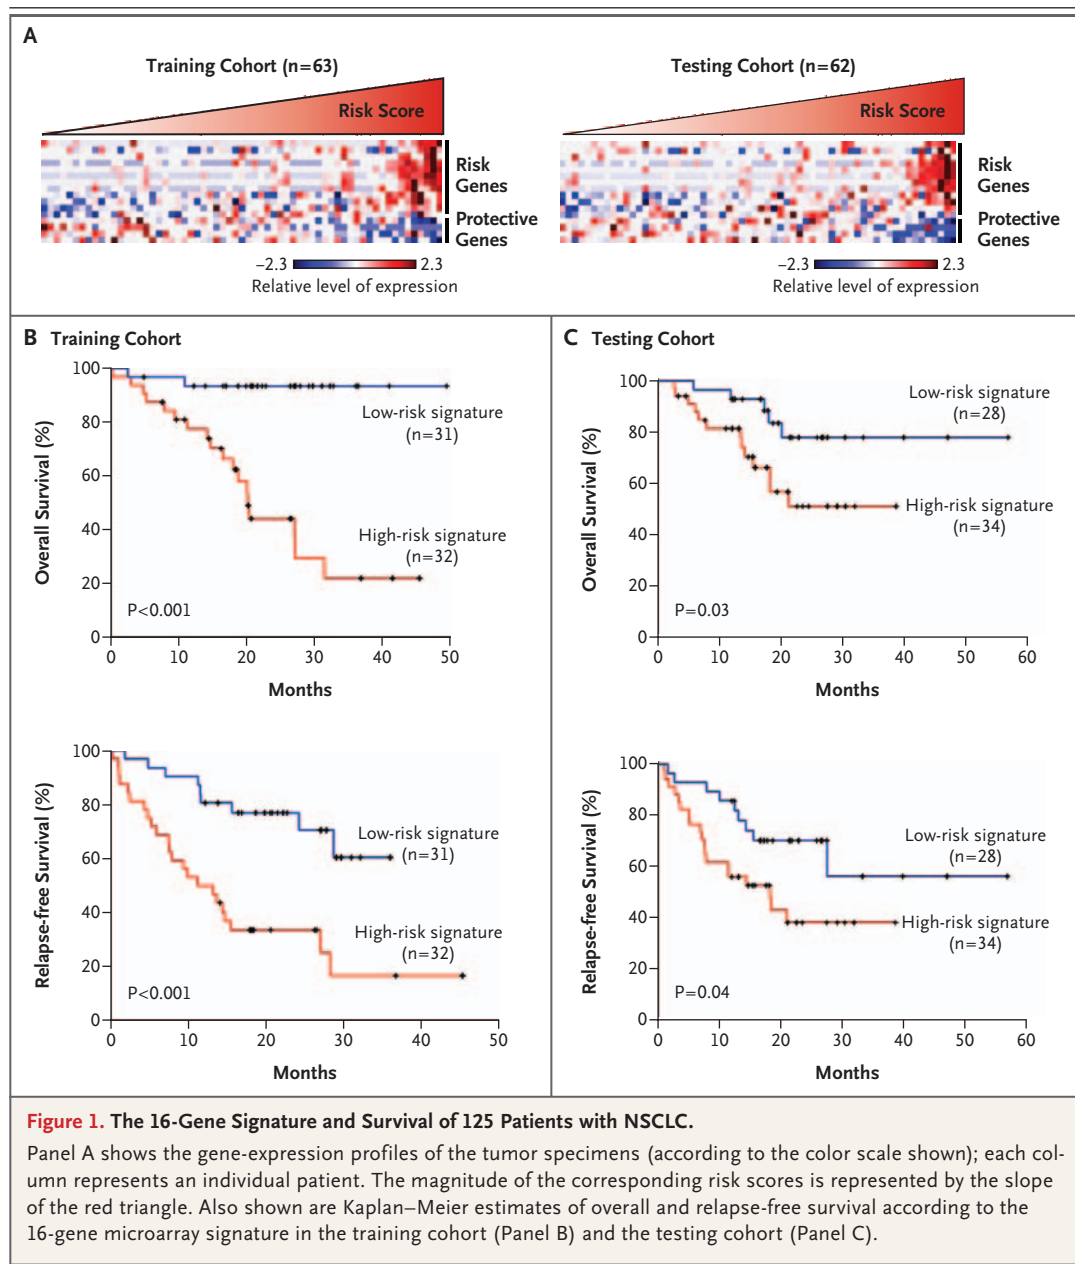 A
Training Cohort (n=63)
Risk Score
Risk
Genes
Protective
Genes
−2.3
2.3
Relative level of expression
Testing Cohort (n=62)
Risk Score
Risk
Genes
Protective
Genes
−2.3
2.3
Relative level of expression
B Training Cohort
Overall Survival (%)
100
80
60
40
20
0
Low-risk signature
(n=31)
High-risk signature
(n=32)
P<0.001
0 10 20 30 40 50
Months
Relapse-free Survival (%)
100
80
60
40
20
0
Low-risk signature
(n=31)
High-risk signature
(n=32)
P<0.001
0 10 20 30 40 50
Months
C Testing Cohort
Overall Survival (%)
100
80
60
40
20
0
Low-risk signature
(n=28)
High-risk signature
(n=34)
P=0.03
0 10 20 30 40 50 60
Months
Relapse-free Survival (%)
100
80
60
40
20
0
Low-risk signature
(n=28)
High-risk signature
(n=34)
P=0.04
0 10 20 30 40 50 60
Months
Figure 1. The 16-Gene Signature and Survival of 125 Patients with NSCLC.
Panel A shows the gene-expression profiles of the tumor specimens (according to the color scale shown); each col-
umn represents an individual patient. The magnitude of the corresponding risk scores is represented by the slope
of the red triangle. Also shown are Kaplan–Meier estimates of overall and relapse-free survival according to the
16-gene microarray signature in the training cohort (Panel B) and the testing cohort (Panel C).